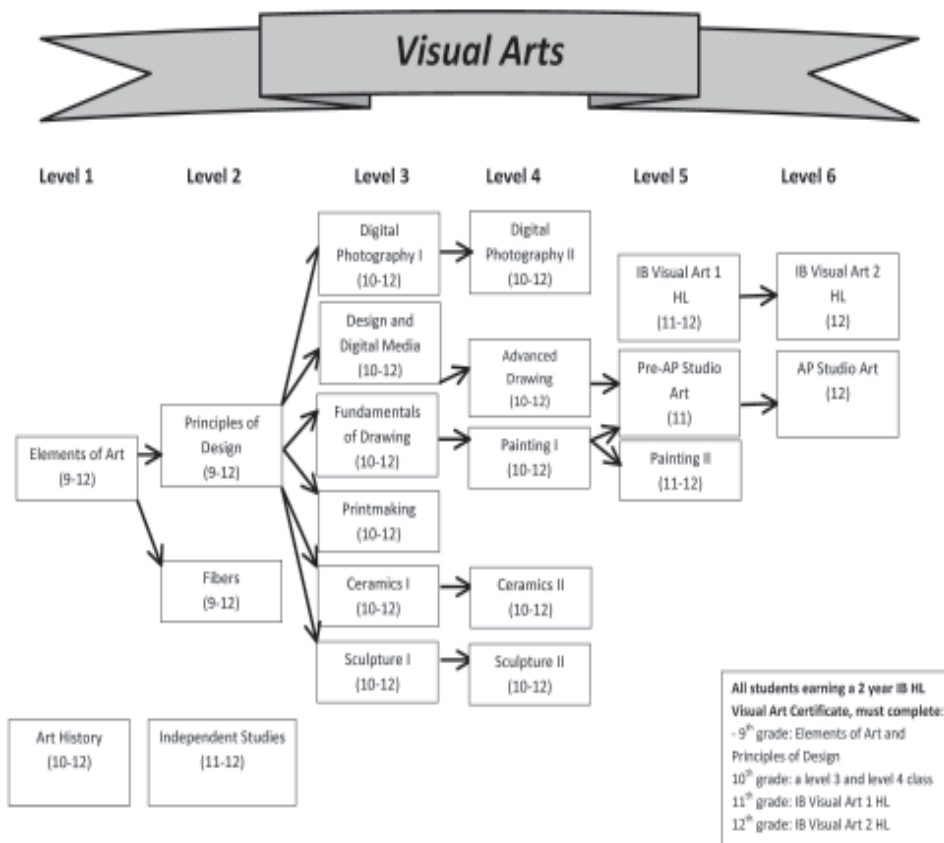 Visual Arts
Level 1
Level 2
Level 3
Level 4
Level 5
Level 6
Elements of Art
(9-12)
Art History
(10-12)
Principles of
Design
(9-12)
Fibers
(9-12)
Independent Studies
(11-12)
Digital
Photography I
(10-12)
Design and
Digital Media
(10-12)
Fundamentals
of Drawing
(10-12)
Printmaking
(10-12)
Ceramics I
(10-12)
Sculpture I
(10-12)
Digital
Photography II
(10-12)
Advanced
Drawing
(10-12)
Painting I
(10-12)
Ceramics II
(10-12)
Sculpture II
(10-12)
IB Visual Art 1
HL
(11-12)
Pre-AP Studio
Art
(11)
Painting II
(11-12)
IB Visual Art 2
HL
(12)
AP Studio Art
(12)
All students earning a 2 year IB HL
Visual Art Certificate, must complete:
- 9th grade: Elements of Art and
Principles of Design
10th grade: a level 3 and level 4 class
11th grade: IB Visual Art 1 HL
12th grade: IB Visual Art 2 HL